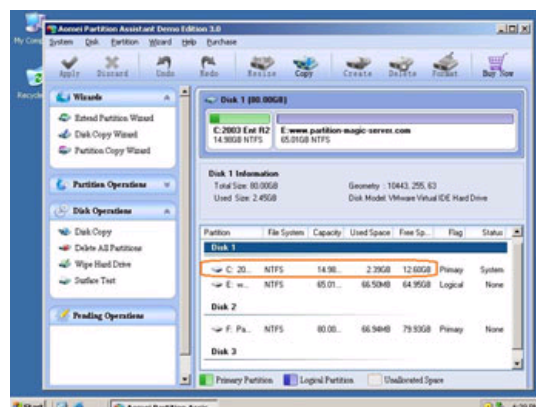 My Comp
Recycle
Aomei Partition Assistant Demo Edition 3.0
System Disk Partition Wizard Help Purchase
Apply Discard Undo Redo Resize Copy Create Delete Format Buy Now
Wizards
Extend Partition Wizard
Disk Copy Wizard
Partition Copy Wizard
Partition Operations
Disk Operations
Disk Copy
Delete All Partitions
Wipe Hard Drive
Surface Test
Pending Operations
Disk 1 (80.00GB)
C:2003 Ent R2
14.98GB NTFS
E:www.partition-magic-server.com
65.01GB NTFS
Disk 1 Information
Total Size: 80.00GB Geometry : 10443, 255, 63
Used Size: 2.45GB Disk Model: VMware Virtual IDE Hard Drive
Partition File System Capacity Used Space Free Sp... Flag Status
Disk 1
C: 20... NTFS 14.98... 2.39GB 12.60GB Primary System
E: w... NTFS 65.01... 66.50MB 64.95GB Logical None
Disk 2
F: Pa... NTFS 80.00... 66.94MB 79.93GB Primary None
Disk 3
Primary Partition Logical Partition Unallocated Space
Start Aomei Partition Assis...